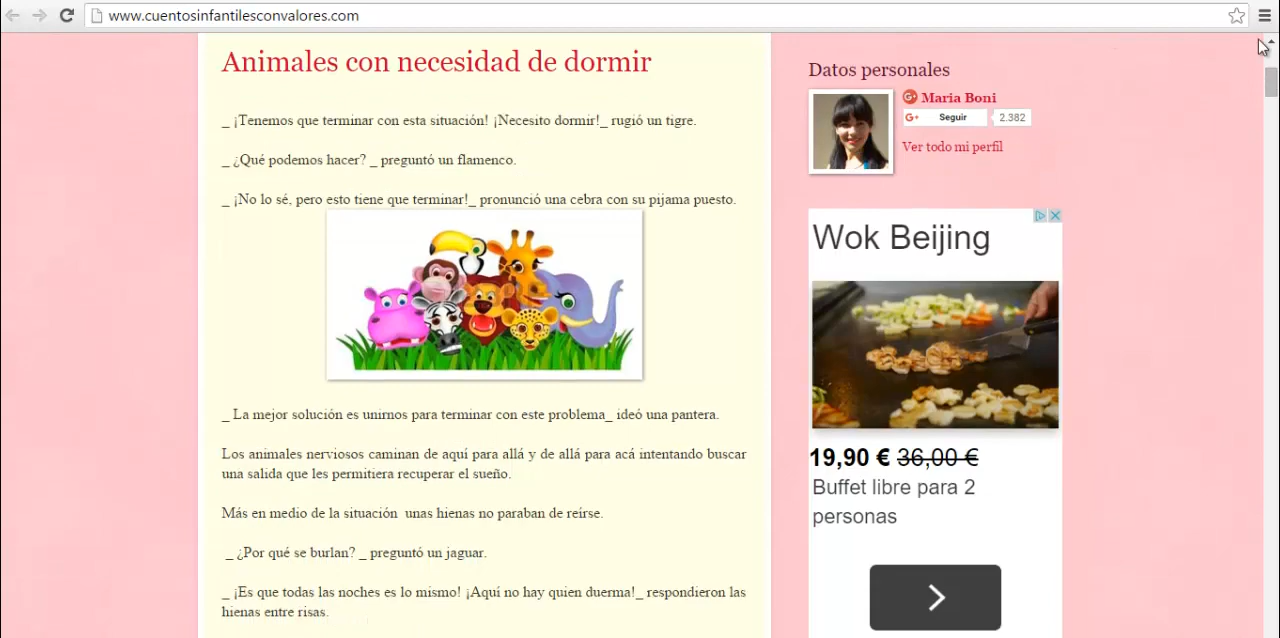 www.cuentosinfantilesconvalores.com
Animales con necesidad de dormir
_ ¡Tenemos que terminar con esta situación! ¡Necesito dormir!_ rugió un tigre.
_ ¿Qué podemos hacer? _ preguntó un flamenco.
_ ¡No lo sé, pero esto tiene que terminar!_ pronunció una cebra con su pijama puesto.
_ La mejor solución es unirnos para terminar con este problema_ ideó una pantera.
Los animales nerviosos caminan de aquí para allá y de allá para acá intentando buscar
una salida que les permitiera recuperar el sueño.
Más en medio de la situación  unas hienas no paraban de reírse.
_ ¿Por qué se burlan? _ preguntó un jaguar.
_ ¡Es que todas las noches es lo mismo! ¡Aquí no hay quien duerma!_ respondieron las
hienas entre risas.
Datos personales
G+ Maria Boni
G+ Seguir 2.382
Ver todo mi perfil
Wok Beijing
19,90 € 36,00 €
Buffet libre para 2
personas